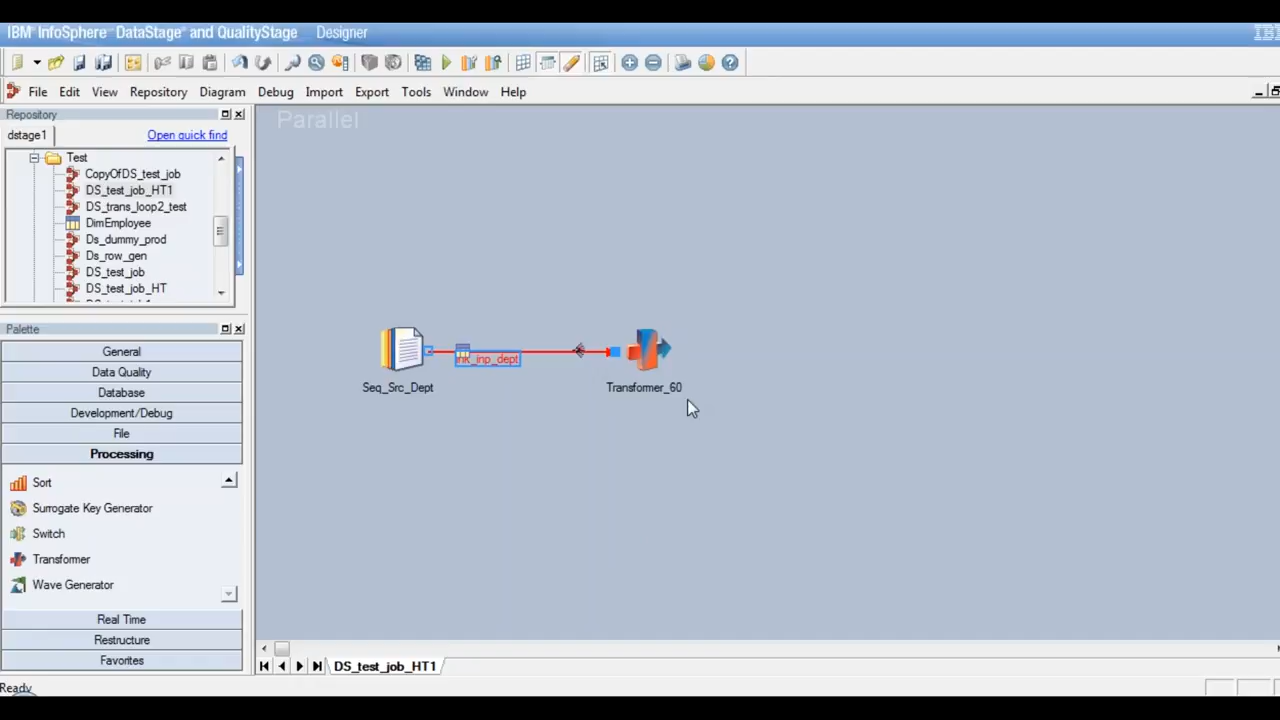 IBM InfoSphere DataStage and QualityStage Designer
IBM
File Edit View Repository Diagram Debug Import Export Tools Window Help
Repository
dstage1
Open quick find
Test
CopyOfDS_test_job
DS_test_job_HT1
DS_trans_loop2_test
DimEmployee
Ds_dummy_prod
Ds_row_gen
DS_test_job
DS_test_job_HT
Palette
General
Data Quality
Database
Development/Debug
File
Processing
Sort
Surrogate Key Generator
Switch
Transformer
Wave Generator
Real Time
Restructure
Favorites
Parallel
lnk_inp_dept
Seq_Src_Dept
Transformer_60
DS_test_job_HT1
Ready